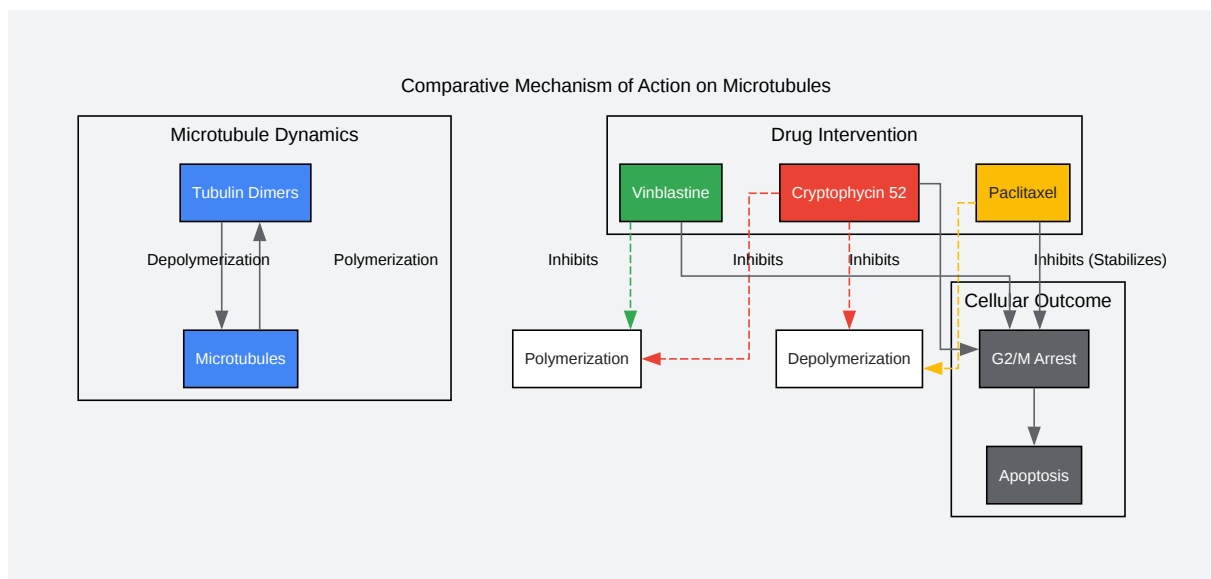 Comparative Mechanism of Action on Microtubules
Microtubule Dynamics
Tubulin Dimers
Depolymerization
Polymerization
Microtubules
Drug Intervention
Vinblastine
Cryptophycin 52
Paclitaxel
Inhibits
Inhibits
Inhibits
Inhibits (Stabilizes)
Polymerization
Depolymerization
Cellular Outcome
G2/M Arrest
Apoptosis